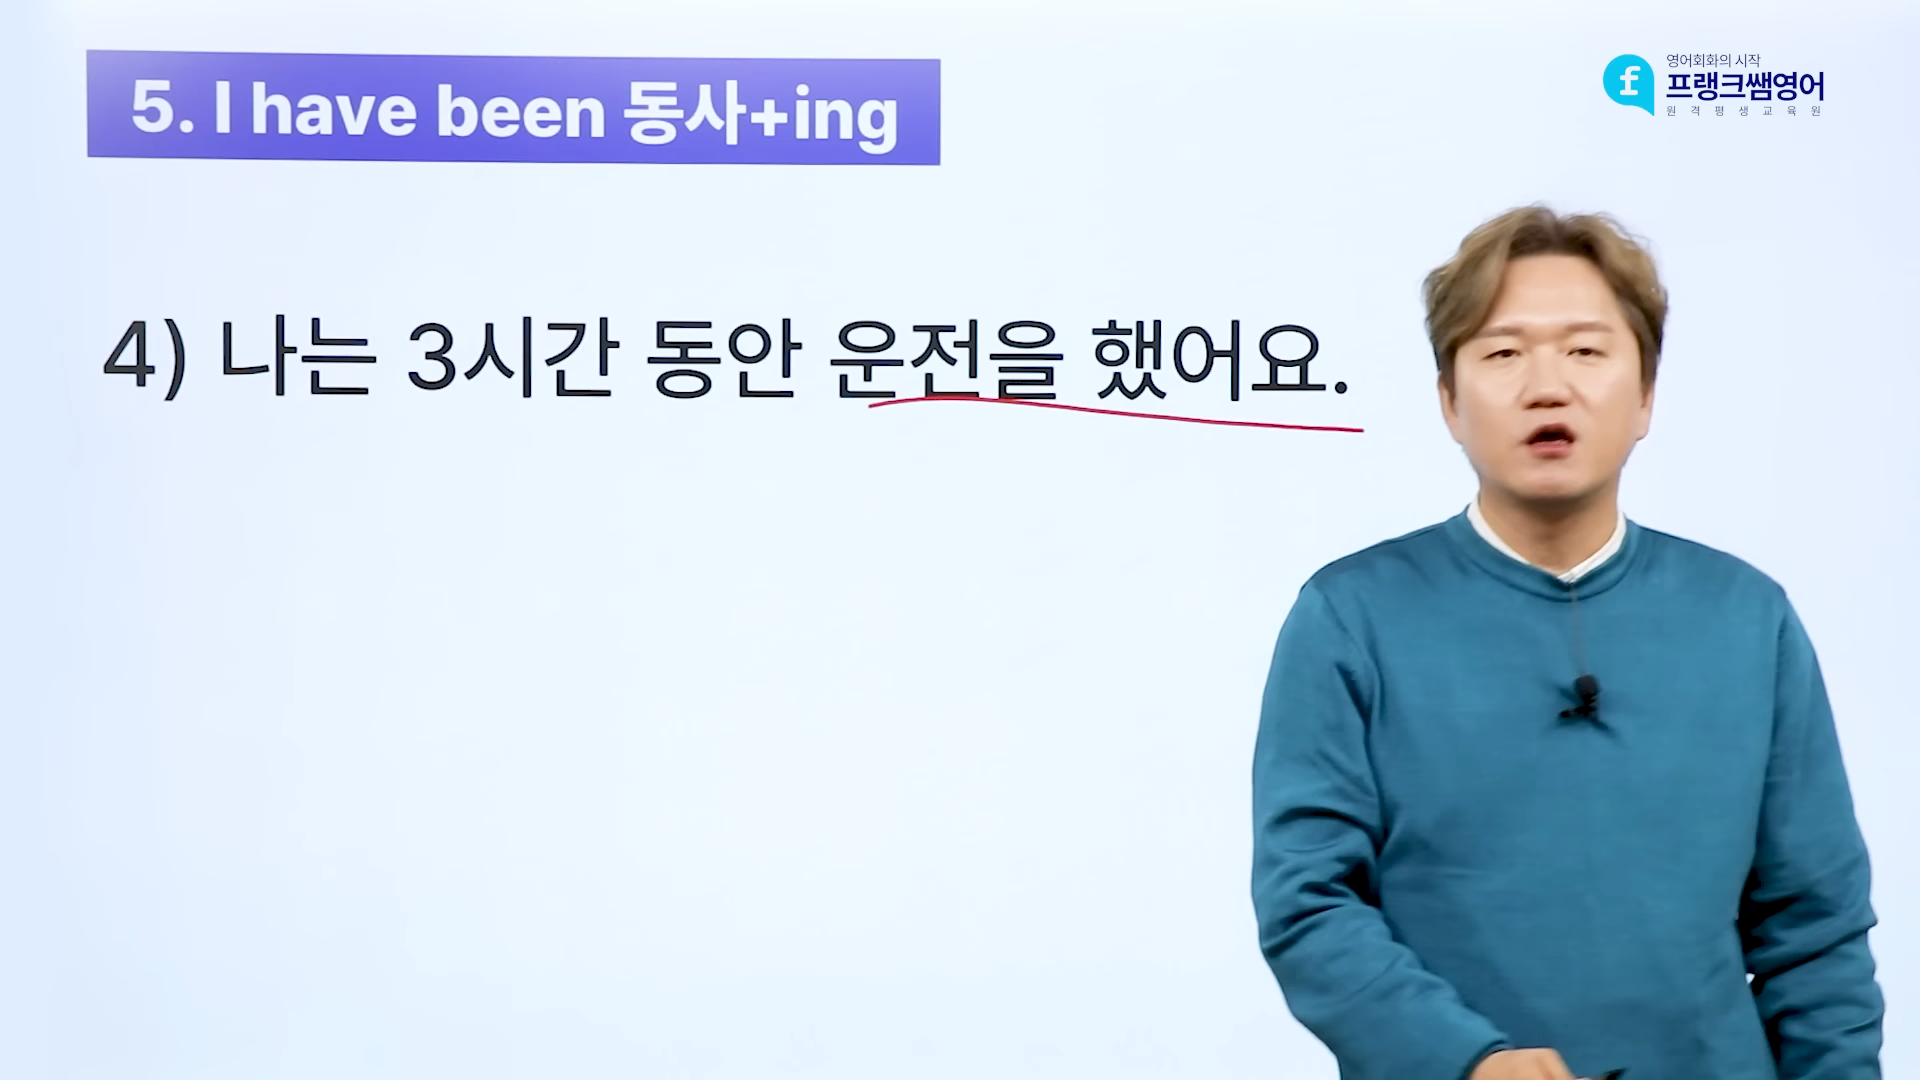 5. I have been 동사+ing
영어회화의 시작
프랭크쌤영어
원격평생교육원
4) 나는 3시간 동안 운전을 했어요.